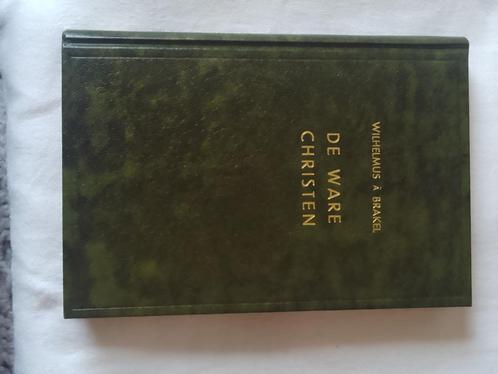 WILHELMUS À BRAKEL
DE WARE
CHRISTEN